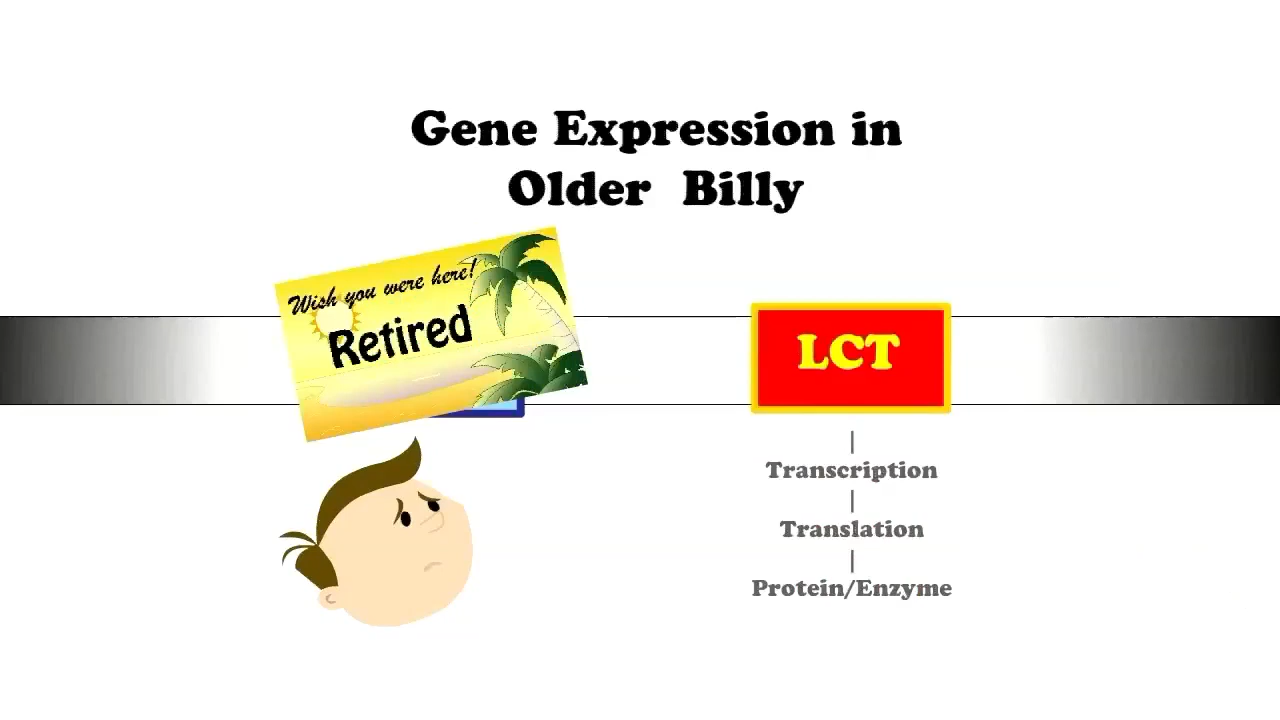 Gene Expression in
Older Billy
Wish you were here!
Retired
LCT
Transcription
Translation
Protein/Enzyme